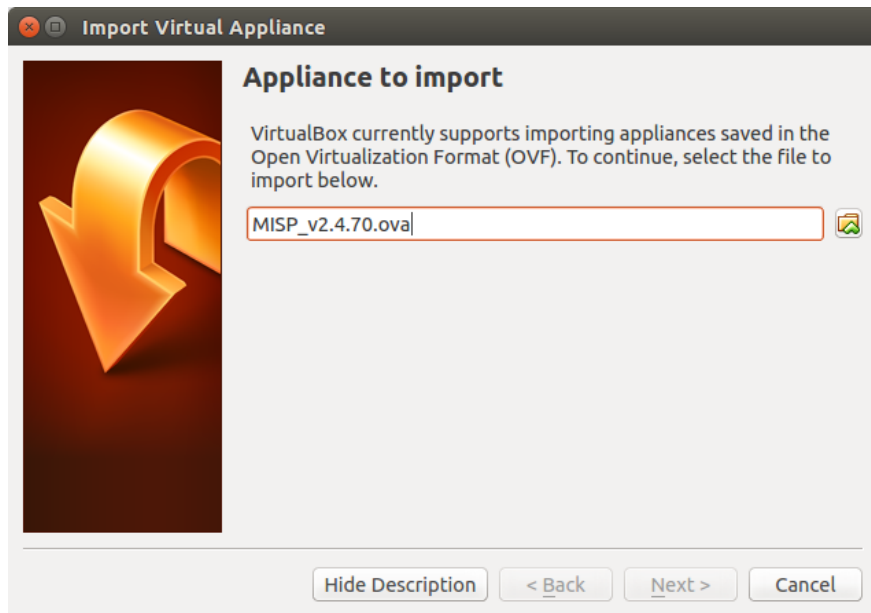 Import Virtual Appliance
Appliance to import
VirtualBox currently supports importing appliances saved in the
Open Virtualization Format (OVF). To continue, select the file to
import below.
MISP_v2.4.70.ova
Hide Description
< Back
Next >
Cancel